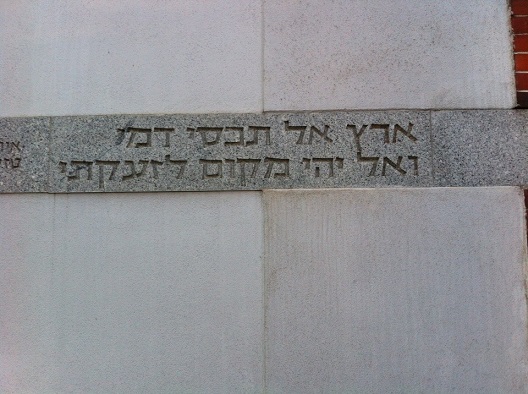 ארץ אל תכסי דמי
ואל יהי מקום לזעקתי